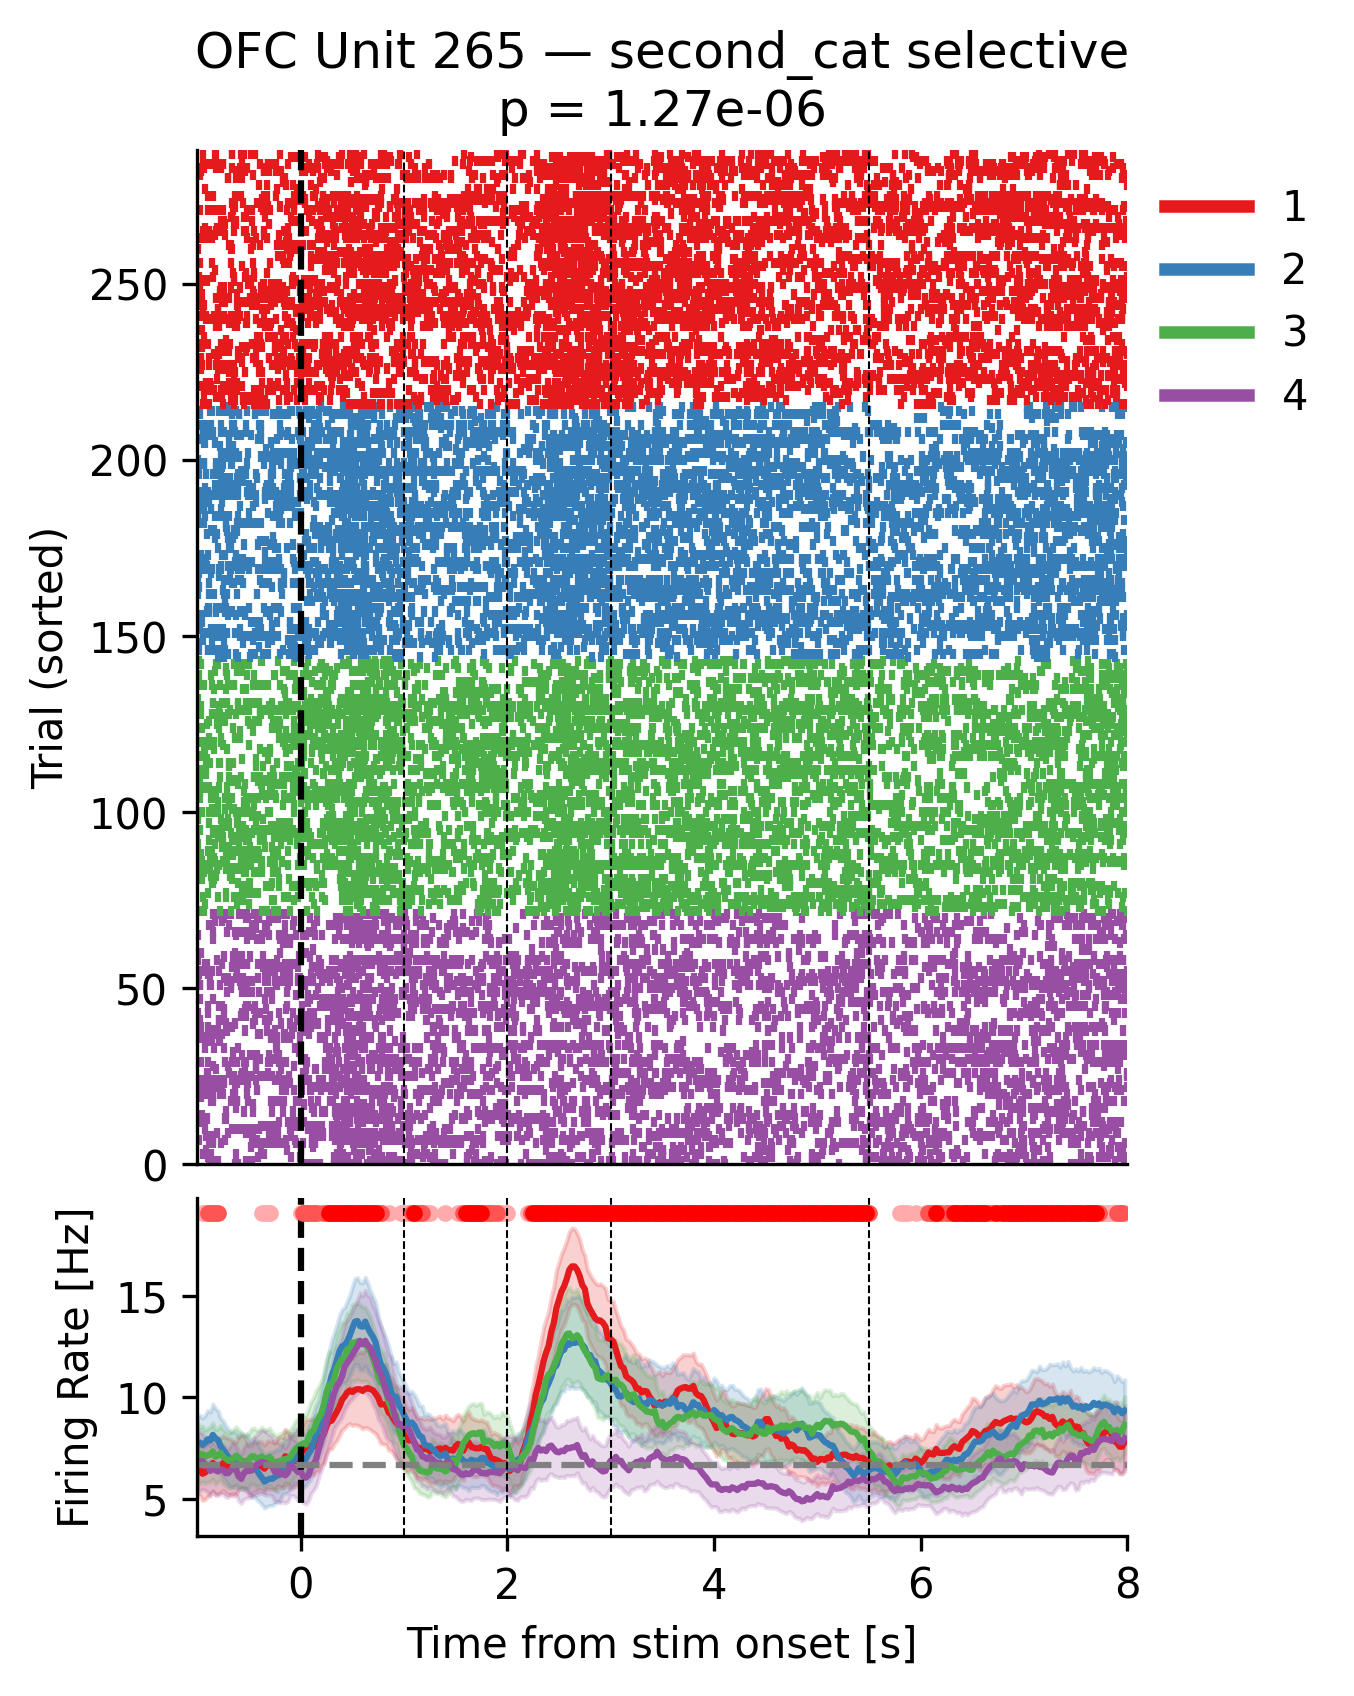 OFC Unit 265 — second_cat selective
p = 1.27e-06
1
2
3
4
Trial (sorted)
250
200
150
100
50
0
Firing Rate [Hz]
15
10
5
0 2 4 6 8
Time from stim onset [s]